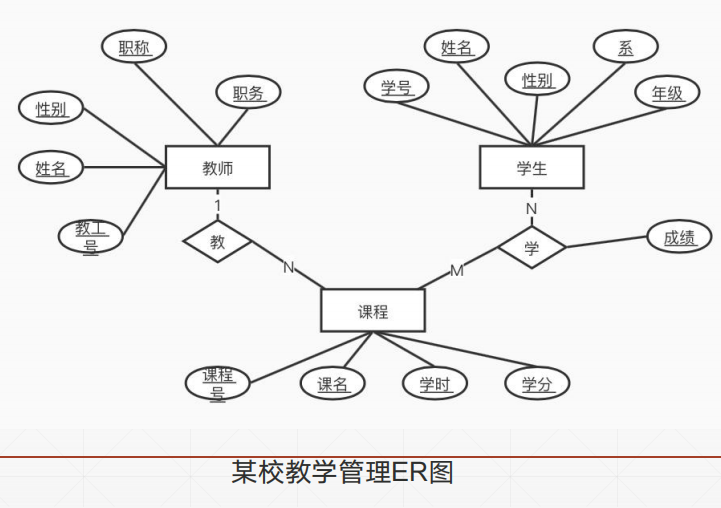 职称
职务
性别
姓名
教工
号
教师
1
教
N
姓名
系
性别
学号
年级
学生
N
学
成绩
M
课程
课程
号
课名
学时
学分
某校教学管理ER图